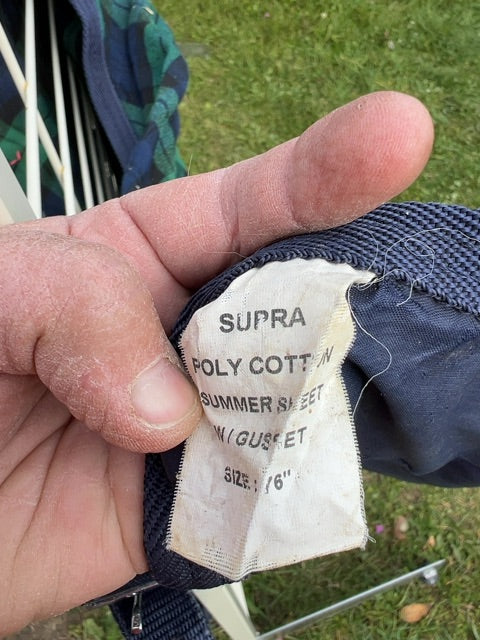 SUPRA
POLY COTTON
SUMMER SHEET
W/GUSSET
SIZE: